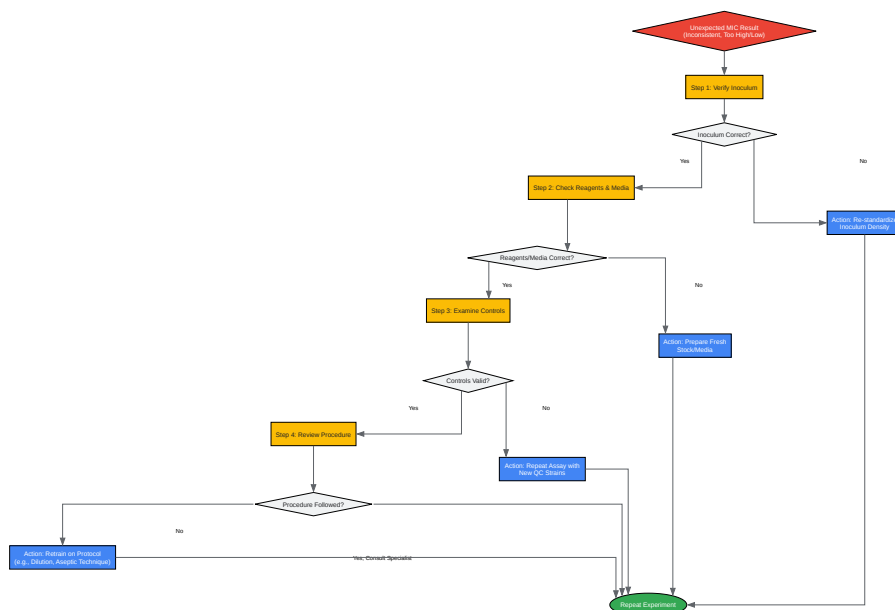 Unexpected MIC Result
(Inconsistent, Too High/Low)
Step 1: Verify Inoculum
Inoculum Correct?
Yes
No
Step 2: Check Reagents & Media
Action: Re-standardize
Inoculum Density
Reagents/Media Correct?
Yes
No
Step 3: Examine Controls
Action: Prepare Fresh
Stock/Media
Controls Valid?
Yes
No
Step 4: Review Procedure
Action: Repeat Assay with
New QC Strains
Procedure Followed?
No
Action: Retrain on Protocol
(e.g., Dilution, Aseptic Technique)
Yes, Consult Specialist
Repeat Experiment